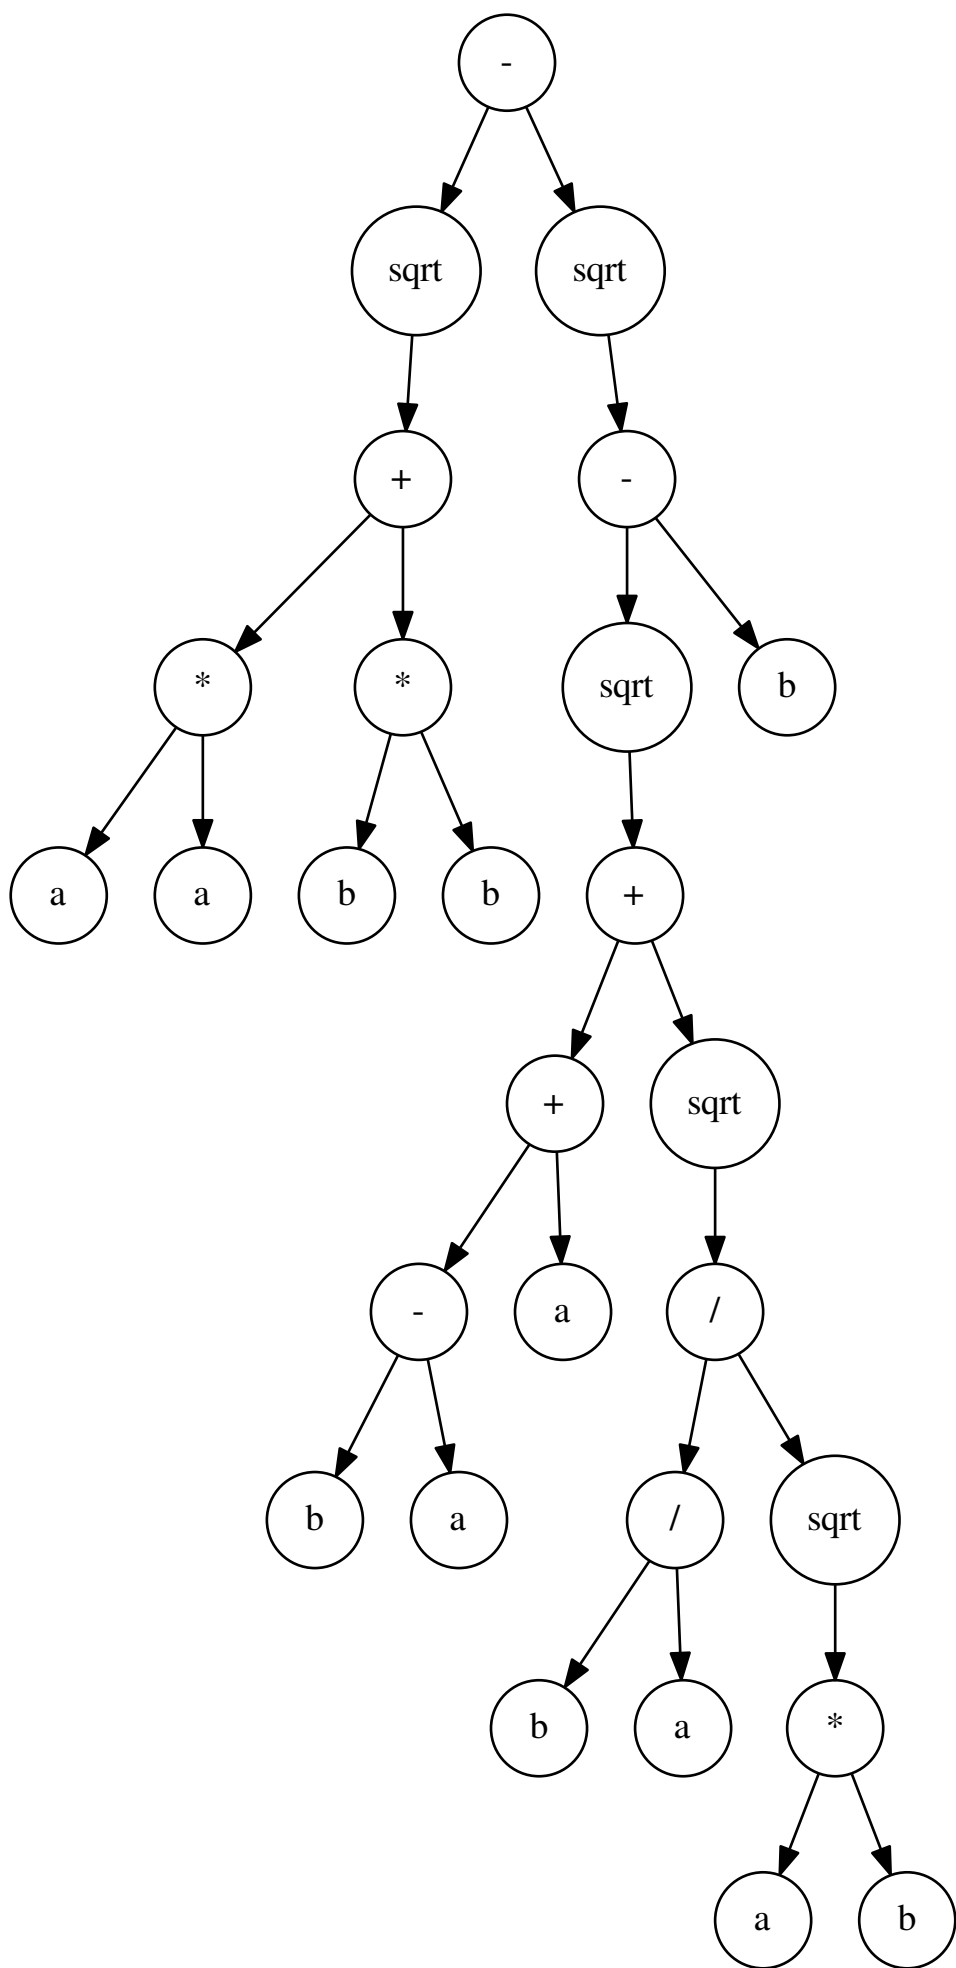 -
sqrt sqrt
+ -
* * sqrt b
a a b b +
+ sqrt
- a /
b a / sqrt
b a *
a b